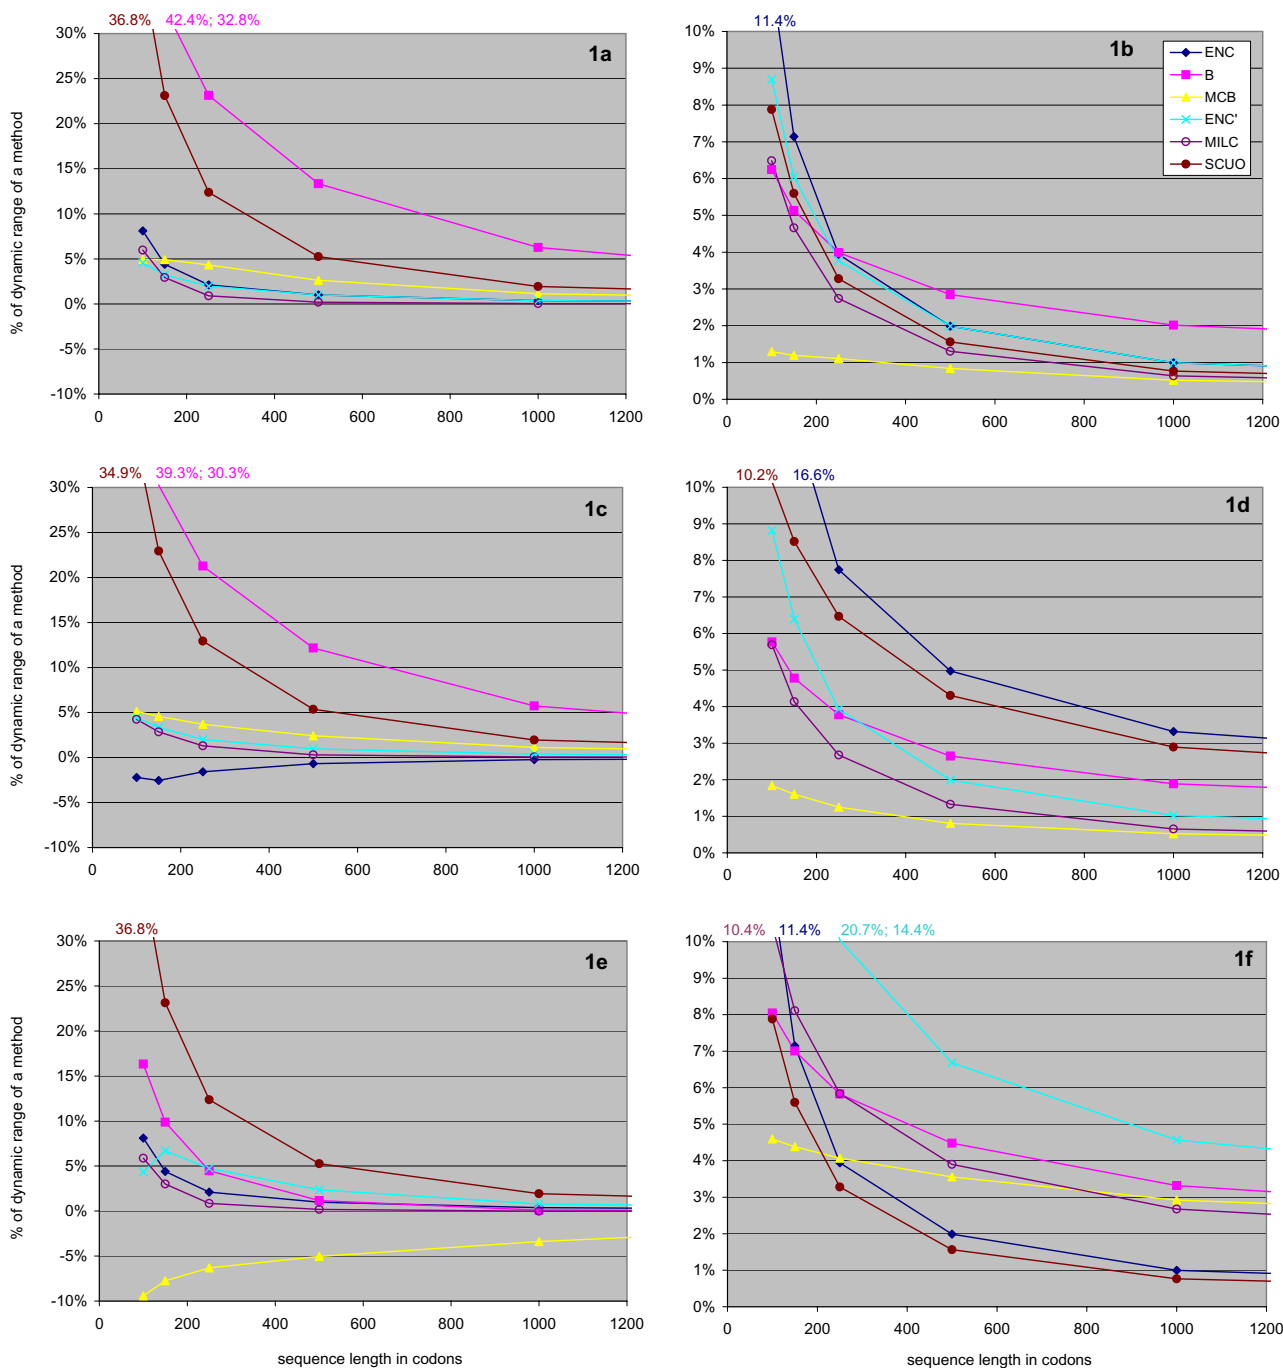 36.8% 42.4%; 32.8%
30%
25%
20%
15%
10%
5%
0%
-5%
-10%
0 200 400 600 800 1000 1200
% of dynamic range of a method
1a
11.4%
10%
9%
8%
7%
6%
5%
4%
3%
2%
1%
0%
0 200 400 600 800 1000 1200
1b
ENC
B
MCB
ENC'
MILC
SCUO
34.9% 39.3%; 30.3%
30%
25%
20%
15%
10%
5%
0%
-5%
-10%
0 200 400 600 800 1000 1200
% of dynamic range of a method
1c
10.2% 16.6%
10%
9%
8%
7%
6%
5%
4%
3%
2%
1%
0%
0 200 400 600 800 1000 1200
1d
36.8%
30%
25%
20%
15%
10%
5%
0%
-5%
-10%
0 200 400 600 800 1000 1200
% of dynamic range of a method
sequence length in codons
1e
10.4% 11.4% 20.7%; 14.4%
10%
9%
8%
7%
6%
5%
4%
3%
2%
1%
0%
0 200 400 600 800 1000 1200
sequence length in codons
1f